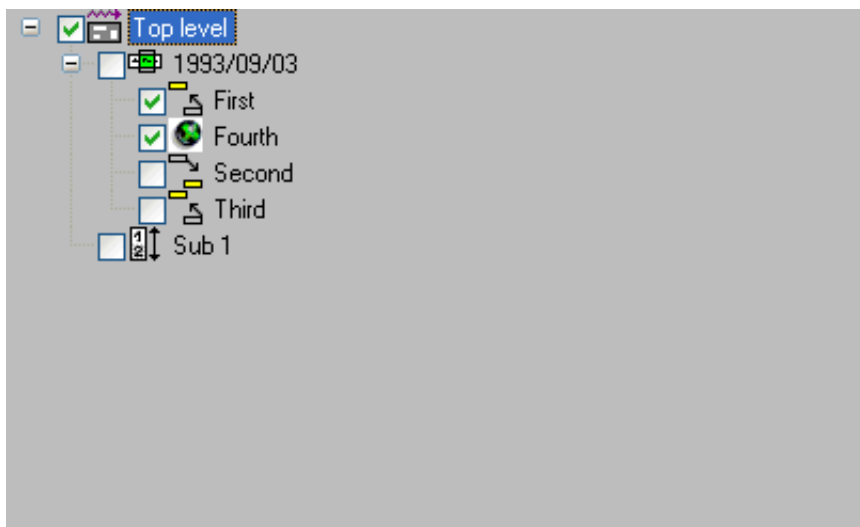 Top level
1993/09/03
First
Fourth
Second
Third
Sub 1